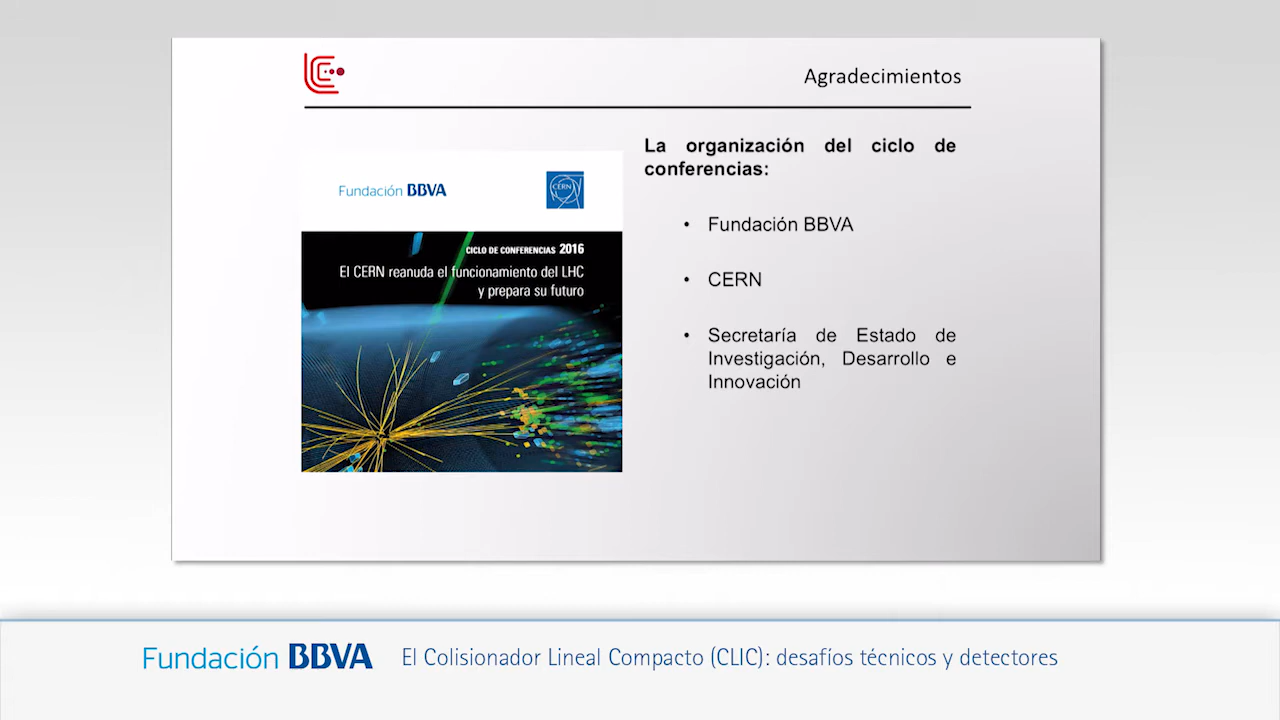 Agradecimientos
Fundación BBVA
CERN
CICLO DE CONFERENCIAS 2016
El CERN reanuda el funcionamiento del LHC
y prepara su futuro
La organización del ciclo de
conferencias:
• Fundación BBVA
• CERN
• Secretaría de Estado de
Investigación, Desarrollo e
Innovación
Fundación BBVA El Colisionador Lineal Compacto (CLIC): desafíos técnicos y detectores